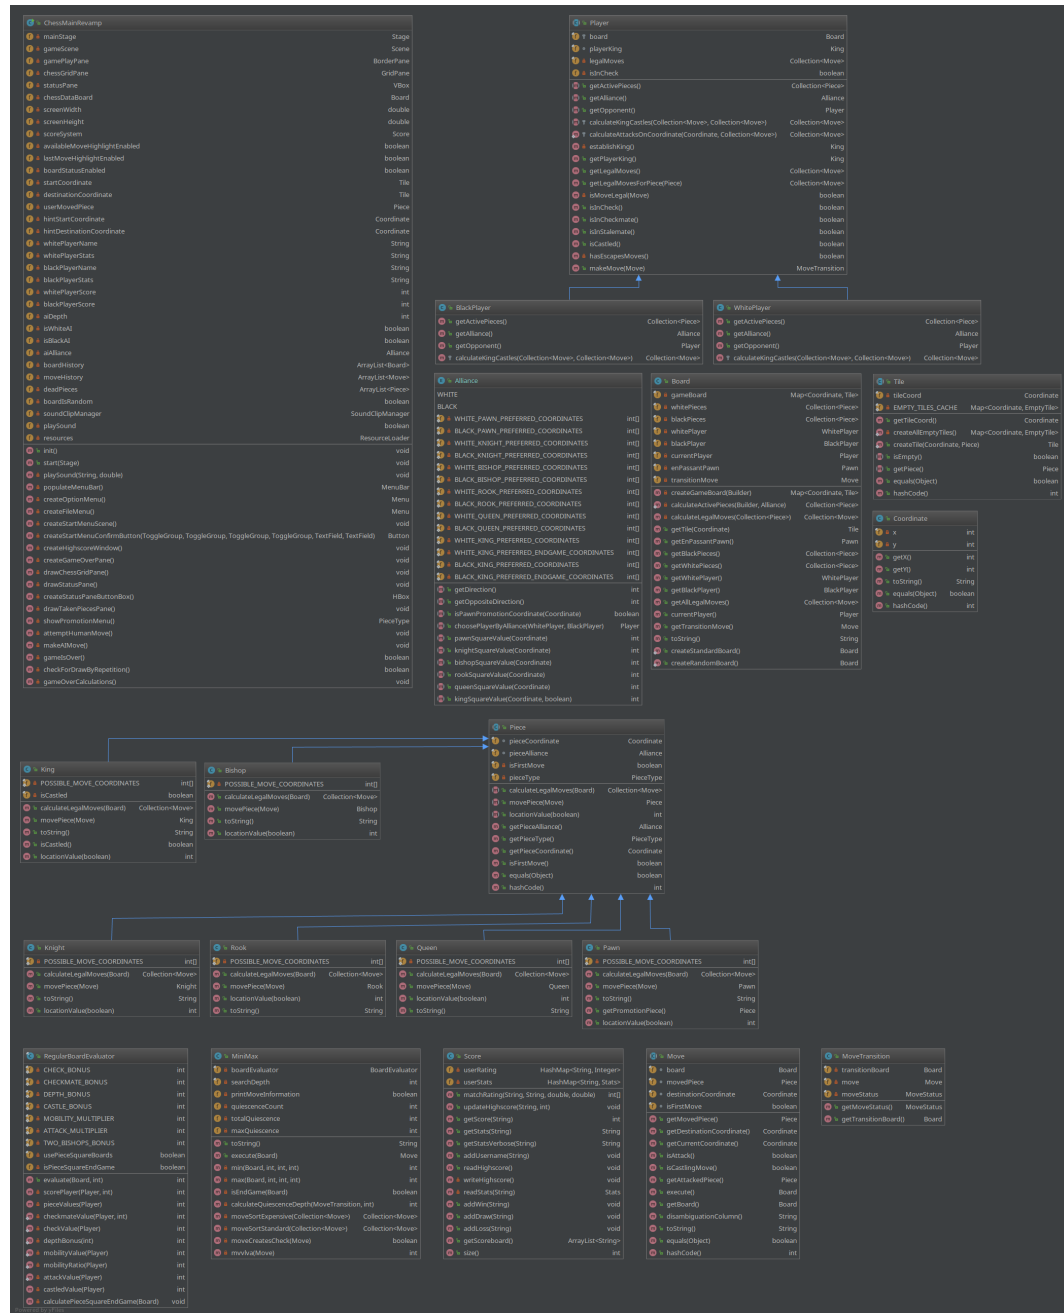 ChessMainRevamp
mainStage Stage
gameScene Scene
gamePlayPane BorderPane
chessGridPane GridPane
statusPane VBox
chessDataBoard Board
screenWidth double
screenHeight double
scoreSystem Score
availableMoveHighlightEnabled boolean
lastMoveHighlightEnabled boolean
boardStatusEnabled boolean
startCoordinate Tile
destinationCoordinate Tile
userMovedPiece Piece
hintStartCoordinate Coordinate
hintDestinationCoordinate Coordinate
whitePlayerName String
whitePlayerStats String
blackPlayerName String
blackPlayerStats String
whitePlayerScore int
blackPlayerScore int
aiDepth int
isWhiteAI boolean
isBlackAI boolean
aiAlliance Alliance
boardHistory ArrayList<Board>
moveHistory ArrayList<Move>
deadPieces ArrayList<Piece>
boardIsRandom boolean
soundClipManager SoundClipManager
playSound boolean
resources ResourceLoader
init() void
start(Stage) void
playSound(String, double) void
populateMenuBar() MenuBar
createOptionMenu() Menu
createFileMenu() Menu
createStartMenuScene() void
createStartMenuConfirmButton(ToggleGroup, ToggleGroup, ToggleGroup, ToggleGroup, TextField, TextField) Button
createHighscoreWindow() void
createGameOverPane() void
drawChessGridPane() void
drawStatusPane() void
createStatusPaneButtonBox() HBox
drawTakenPiecesPane() void
showPromotionMenu() PieceType
attemptHumanMove() void
makeAIMove() void
gameIsOver() boolean
checkForDrawByRepetition() boolean
gameOverCalculations() void
Player
board Board
playerKing King
legalMoves Collection<Move>
isInCheck boolean
getActivePieces() Collection<Piece>
getAlliance() Alliance
getOpponent() Player
calculateKingCastles(Collection<Move>, Collection<Move>) Collection<Move>
calculateAttacksOnCoordinate(Coordinate, Collection<Move>) Collection<Move>
establishKing() King
getPlayerKing() King
getLegalMoves() Collection<Move>
getLegalMovesForPiece(Piece) Collection<Move>
isMoveLegal(Move) boolean
isInCheck() boolean
isInCheckmate() boolean
isInStalemate() boolean
isCastled() boolean
hasEscapesMoves() boolean
makeMove(Move) MoveTransition
BlackPlayer
getActivePieces() Collection<Piece>
getAlliance() Alliance
getOpponent() Player
calculateKingCastles(Collection<Move>, Collection<Move>) Collection<Move>
WhitePlayer
getActivePieces() Collection<Piece>
getAlliance() Alliance
getOpponent() Player
calculateKingCastles(Collection<Move>, Collection<Move>) Collection<Move>
Alliance
WHITE
BLACK
WHITE_PAWN_PREFERRED_COORDINATES int[]
BLACK_PAWN_PREFERRED_COORDINATES int[]
WHITE_KNIGHT_PREFERRED_COORDINATES int[]
BLACK_KNIGHT_PREFERRED_COORDINATES int[]
WHITE_BISHOP_PREFERRED_COORDINATES int[]
BLACK_BISHOP_PREFERRED_COORDINATES int[]
WHITE_ROOK_PREFERRED_COORDINATES int[]
BLACK_ROOK_PREFERRED_COORDINATES int[]
WHITE_QUEEN_PREFERRED_COORDINATES int[]
BLACK_QUEEN_PREFERRED_COORDINATES int[]
WHITE_KING_PREFERRED_COORDINATES int[]
WHITE_KING_PREFERRED_ENDGAME_COORDINATES int[]
BLACK_KING_PREFERRED_COORDINATES int[]
BLACK_KING_PREFERRED_ENDGAME_COORDINATES int[]
getDirection() int
getOppositeDirection() int
isPawnPromotionCoordinate(Coordinate) boolean
choosePlayerByAlliance(WhitePlayer, BlackPlayer) Player
pawnSquareValue(Coordinate) int
knightSquareValue(Coordinate) int
bishopSquareValue(Coordinate) int
rookSquareValue(Coordinate) int
queenSquareValue(Coordinate) int
kingSquareValue(Coordinate, boolean) int
Board
gameBoard Map<Coordinate, Tile>
whitePieces Collection<Piece>
blackPieces Collection<Piece>
whitePlayer WhitePlayer
blackPlayer BlackPlayer
currentPlayer Player
enPassantPawn Pawn
transitionMove Move
createGameBoard(Builder) Map<Coordinate, Tile>
calculateActivePieces(Builder, Alliance) Collection<Piece>
calculateLegalMoves(Collection<Piece>) Collection<Move>
getTile(Coordinate) Tile
getEnPassantPawn() Pawn
getBlackPieces() Collection<Piece>
getWhitePieces() Collection<Piece>
getWhitePlayer() WhitePlayer
getBlackPlayer() BlackPlayer
getAllLegalMoves() Collection<Move>
currentPlayer() Player
getTransitionMove() Move
toString() String
createStandardBoard() Board
createRandomBoard() Board
Tile
tileCoord Coordinate
EMPTY_TILES_CACHE Map<Coordinate, EmptyTile>
getTileCoord() Coordinate
createAllEmptyTiles() Map<Coordinate, EmptyTile>
createTile(Coordinate, Piece) Tile
isEmpty() boolean
getPiece() Piece
equals(Object) boolean
hashCode() int
Coordinate
x int
y int
getX() int
getY() int
toString() String
equals(Object) boolean
hashCode() int
Piece
pieceCoordinate Coordinate
pieceAlliance Alliance
isFirstMove boolean
pieceType PieceType
calculateLegalMoves(Board) Collection<Move>
movePiece(Move) Piece
locationValue(boolean) int
getPieceAlliance() Alliance
getPieceType() PieceType
getPieceCoordinate() Coordinate
isFirstMove() boolean
equals(Object) boolean
hashCode() int
King
POSSIBLE_MOVE_COORDINATES int[]
isCastled boolean
calculateLegalMoves(Board) Collection<Move>
movePiece(Move) King
toString() String
isCastled() boolean
locationValue(boolean) int
Bishop
POSSIBLE_MOVE_COORDINATES int[]
calculateLegalMoves(Board) Collection<Move>
movePiece(Move) Bishop
toString() String
locationValue(boolean) int
Knight
POSSIBLE_MOVE_COORDINATES int[]
calculateLegalMoves(Board) Collection<Move>
movePiece(Move) Knight
toString() String
locationValue(boolean) int
Rook
POSSIBLE_MOVE_COORDINATES int[]
calculateLegalMoves(Board) Collection<Move>
movePiece(Move) Rook
locationValue(boolean) int
toString() String
Queen
POSSIBLE_MOVE_COORDINATES int[]
calculateLegalMoves(Board) Collection<Move>
movePiece(Move) Queen
locationValue(boolean) int
toString() String
Pawn
POSSIBLE_MOVE_COORDINATES int[]
calculateLegalMoves(Board) Collection<Move>
movePiece(Move) Pawn
toString() String
getPromotionPiece() Piece
locationValue(boolean) int
RegularBoardEvaluator
CHECK_BONUS int
CHECKMATE_BONUS int
DEPTH_BONUS int
CASTLE_BONUS int
MOBILITY_MULTIPLIER int
ATTACK_MULTIPLIER int
TWO_BISHOPS_BONUS int
usePieceSquareBoards boolean
isPieceSquareEndGame boolean
evaluate(Board, int) int
scorePlayer(Player, int) int
pieceValues(Player) int
checkmateValue(Player, int) int
checkValue(Player) int
depthBonus(int) int
mobilityValue(Player) int
mobilityRatio(Player) int
attackValue(Player) int
castledValue(Player) int
calculatePieceSquareEndGame(Board) void
MiniMax
boardEvaluator BoardEvaluator
searchDepth int
printMoveInformation boolean
quiescenceCount int
totalQuiescence int
maxQuiescence int
toString() String
execute(Board) Move
min(Board, int, int, int) int
max(Board, int, int, int) int
isEndGame(Board) boolean
calculateQuiescenceDepth(MoveTransition, int) int
moveSortExpensive(Collection<Move>) Collection<Move>
moveSortStandard(Collection<Move>) Collection<Move>
moveCreatesCheck(Move) boolean
mvvlva(Move) int
Score
userRating HashMap<String, Integer>
userStats HashMap<String, Stats>
matchRating(String, String, double, double) int[]
updateHighscore(String, int) void
getScore(String) int
getStats(String) String
getStatsVerbose(String) String
addUsername(String) void
readHighscore() void
writeHighscore() void
readStats(String) Stats
addWin(String) void
addDraw(String) void
addLoss(String) void
getScoreboard() ArrayList<String>
size() int
Move
board Board
movedPiece Piece
destinationCoordinate Coordinate
isFirstMove boolean
getMovedPiece() Piece
getDestinationCoordinate() Coordinate
getCurrentCoordinate() Coordinate
isAttack() boolean
isCastlingMove() boolean
getAttackedPiece() Piece
execute() Board
getBoard() Board
disambiguationColumn() String
toString() String
equals(Object) boolean
hashCode() int
MoveTransition
transitionBoard Board
move Move
moveStatus MoveStatus
getMoveStatus() MoveStatus
getTransitionBoard() Board
Powered by yFiles